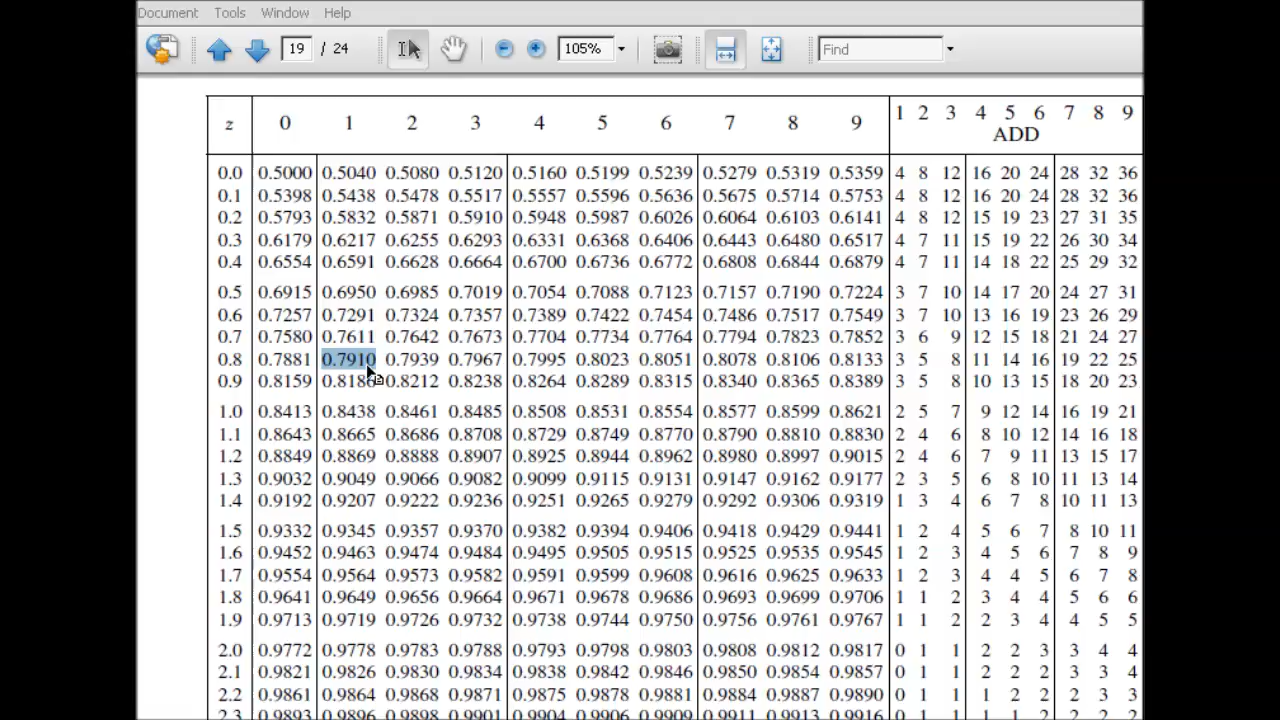 Document Tools Window Help
19 / 24 105% Find
z 0 1 2 3 4 5 6 7 8 9 1 2 3 4 5 6 7 8 9
ADD
0.0 0.5000 0.5040 0.5080 0.5120 0.5160 0.5199 0.5239 0.5279 0.5319 0.5359 4 8 12 16 20 24 28 32 36
0.1 0.5398 0.5438 0.5478 0.5517 0.5557 0.5596 0.5636 0.5675 0.5714 0.5753 4 8 12 16 20 24 28 32 36
0.2 0.5793 0.5832 0.5871 0.5910 0.5948 0.5987 0.6026 0.6064 0.6103 0.6141 4 8 12 15 19 23 27 31 35
0.3 0.6179 0.6217 0.6255 0.6293 0.6331 0.6368 0.6406 0.6443 0.6480 0.6517 4 7 11 15 19 22 26 30 34
0.4 0.6554 0.6591 0.6628 0.6664 0.6700 0.6736 0.6772 0.6808 0.6844 0.6879 4 7 11 14 18 22 25 29 32
0.5 0.6915 0.6950 0.6985 0.7019 0.7054 0.7088 0.7123 0.7157 0.7190 0.7224 3 7 10 14 17 20 24 27 31
0.6 0.7257 0.7291 0.7324 0.7357 0.7389 0.7422 0.7454 0.7486 0.7517 0.7549 3 7 10 13 16 19 23 26 29
0.7 0.7580 0.7611 0.7642 0.7673 0.7704 0.7734 0.7764 0.7794 0.7823 0.7852 3 6 9 12 15 18 21 24 27
0.8 0.7881 0.7910 0.7939 0.7967 0.7995 0.8023 0.8051 0.8078 0.8106 0.8133 3 5 8 11 14 16 19 22 25
0.9 0.8159 0.8186 0.8212 0.8238 0.8264 0.8289 0.8315 0.8340 0.8365 0.8389 3 5 8 10 13 15 18 20 23
1.0 0.8413 0.8438 0.8461 0.8485 0.8508 0.8531 0.8554 0.8577 0.8599 0.8621 2 5 7 9 12 14 16 19 21
1.1 0.8643 0.8665 0.8686 0.8708 0.8729 0.8749 0.8770 0.8790 0.8810 0.8830 2 4 6 8 10 12 14 16 18
1.2 0.8849 0.8869 0.8888 0.8907 0.8925 0.8944 0.8962 0.8980 0.8997 0.9015 2 4 6 7 9 11 13 15 17
1.3 0.9032 0.9049 0.9066 0.9082 0.9099 0.9115 0.9131 0.9147 0.9162 0.9177 2 3 5 6 8 10 11 13 14
1.4 0.9192 0.9207 0.9222 0.9236 0.9251 0.9265 0.9279 0.9292 0.9306 0.9319 1 3 4 6 7 8 10 11 13
1.5 0.9332 0.9345 0.9357 0.9370 0.9382 0.9394 0.9406 0.9418 0.9429 0.9441 1 2 4 5 6 7 8 10 11
1.6 0.9452 0.9463 0.9474 0.9484 0.9495 0.9505 0.9515 0.9525 0.9535 0.9545 1 2 3 4 5 6 7 8 9
1.7 0.9554 0.9564 0.9573 0.9582 0.9591 0.9599 0.9608 0.9616 0.9625 0.9633 1 2 3 4 4 5 6 7 8
1.8 0.9641 0.9649 0.9656 0.9664 0.9671 0.9678 0.9686 0.9693 0.9699 0.9706 1 1 2 3 4 4 5 6 6
1.9 0.9713 0.9719 0.9726 0.9732 0.9738 0.9744 0.9750 0.9756 0.9761 0.9767 1 1 2 2 3 4 4 5 5
2.0 0.9772 0.9778 0.9783 0.9788 0.9793 0.9798 0.9803 0.9808 0.9812 0.9817 0 1 1 2 2 3 3 4 4
2.1 0.9821 0.9826 0.9830 0.9834 0.9838 0.9842 0.9846 0.9850 0.9854 0.9857 0 1 1 2 2 2 3 3 4
2.2 0.9861 0.9864 0.9868 0.9871 0.9875 0.9878 0.9881 0.9884 0.9887 0.9890 0 1 1 1 2 2 2 3 3
2.3 0.9893 0.9896 0.9898 0.9901 0.9904 0.9906 0.9909 0.9911 0.9913 0.9916 0 1 1 1 1 2 2 2 2